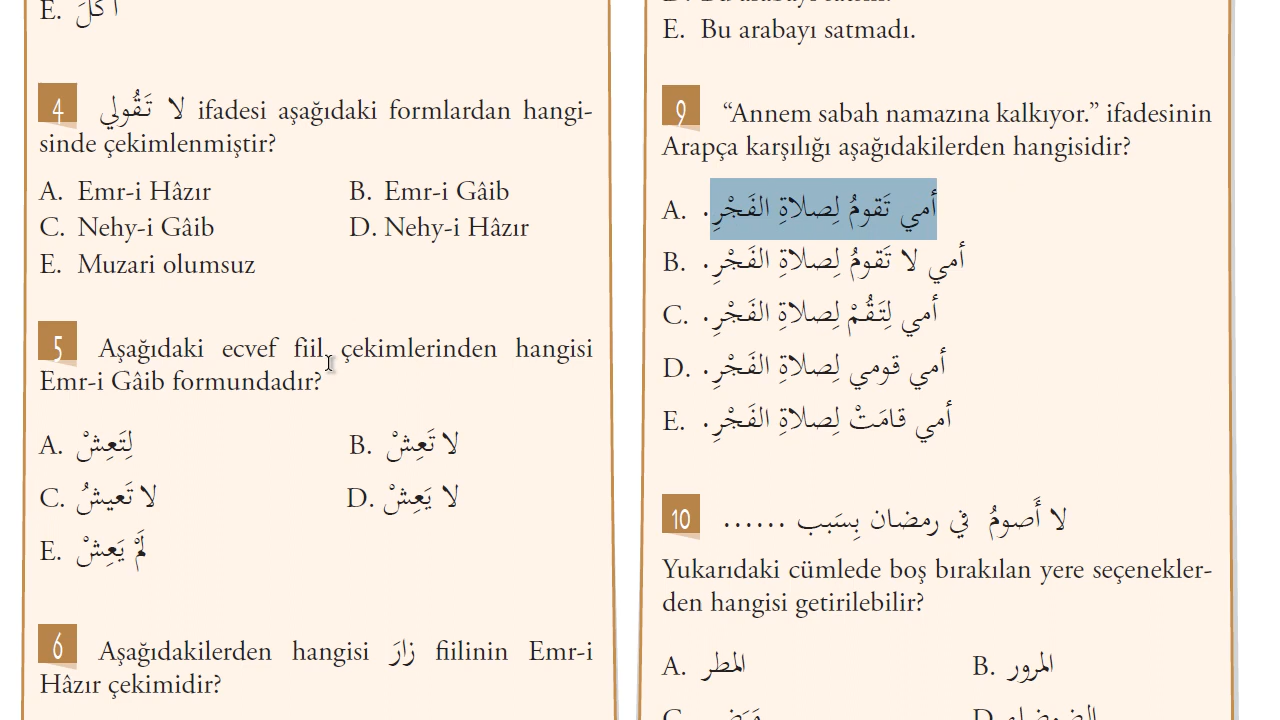 E. أَكَلَ
4 لا تَقُولي ifadesi aşağıdaki formlardan hangi-
sinde çekimlenmiştir?
A. Emr-i Hâzır B. Emr-i Gâib
C. Nehy-i Gâib D. Nehy-i Hâzır
E. Muzari olumsuz
5 Aşağıdaki ecvef fiil çekimlerinden hangisi
Emr-i Gâib formundadır?
A. لِتَعِشْ B. لا تَعِشْ
C. لا تَعيشُ D. لا يَعِشْ
E. لَمْ يَعِشْ
6 Aşağıdakilerden hangisi زارَ fiilinin Emr-i
Hâzır çekimidir?
E. Bu arabayı satmadı.
9 “Annem sabah namazına kalkıyor.” ifadesinin
Arapça karşılığı aşağıdakilerden hangisidir?
A. أمي تَقومُ لِصلاةِ الفَجْرِ.
B. أمي لا تَقومُ لِصلاةِ الفَجْرِ.
C. أمي لِتَقُمْ لِصلاةِ الفَجْرِ.
D. أمي قومي لِصلاةِ الفَجْرِ.
E. أمي قامَتْ لِصلاةِ الفَجْرِ.
10 لا أَصومُ في رمضان بِسَبب ......
Yukarıdaki cümlede boş bırakılan yere seçenekler-
den hangisi getirilebilir?
A. المطر B. المرور